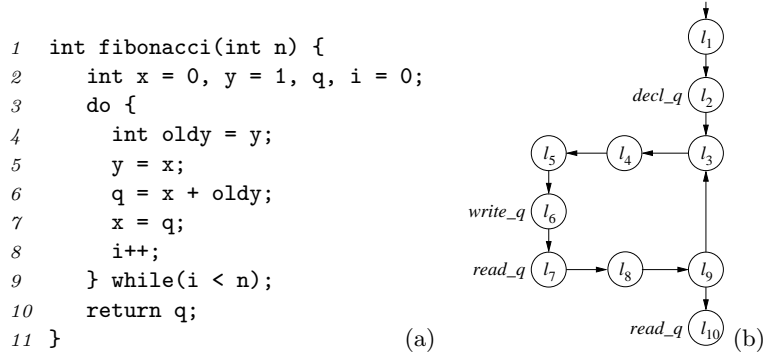 1 int fibonacci(int n) {
2 int x = 0, y = 1, q, i = 0;
3 do {
4 int oldy = y;
5 y = x;
6 q = x + oldy;
7 x = q;
8 i++;
9 } while(i < n);
10 return q;
11 }
(a)
l1
decl_q l2
l5 l4 l3
write_q l6
read_q l7 l8 l9
read_q l10
(b)